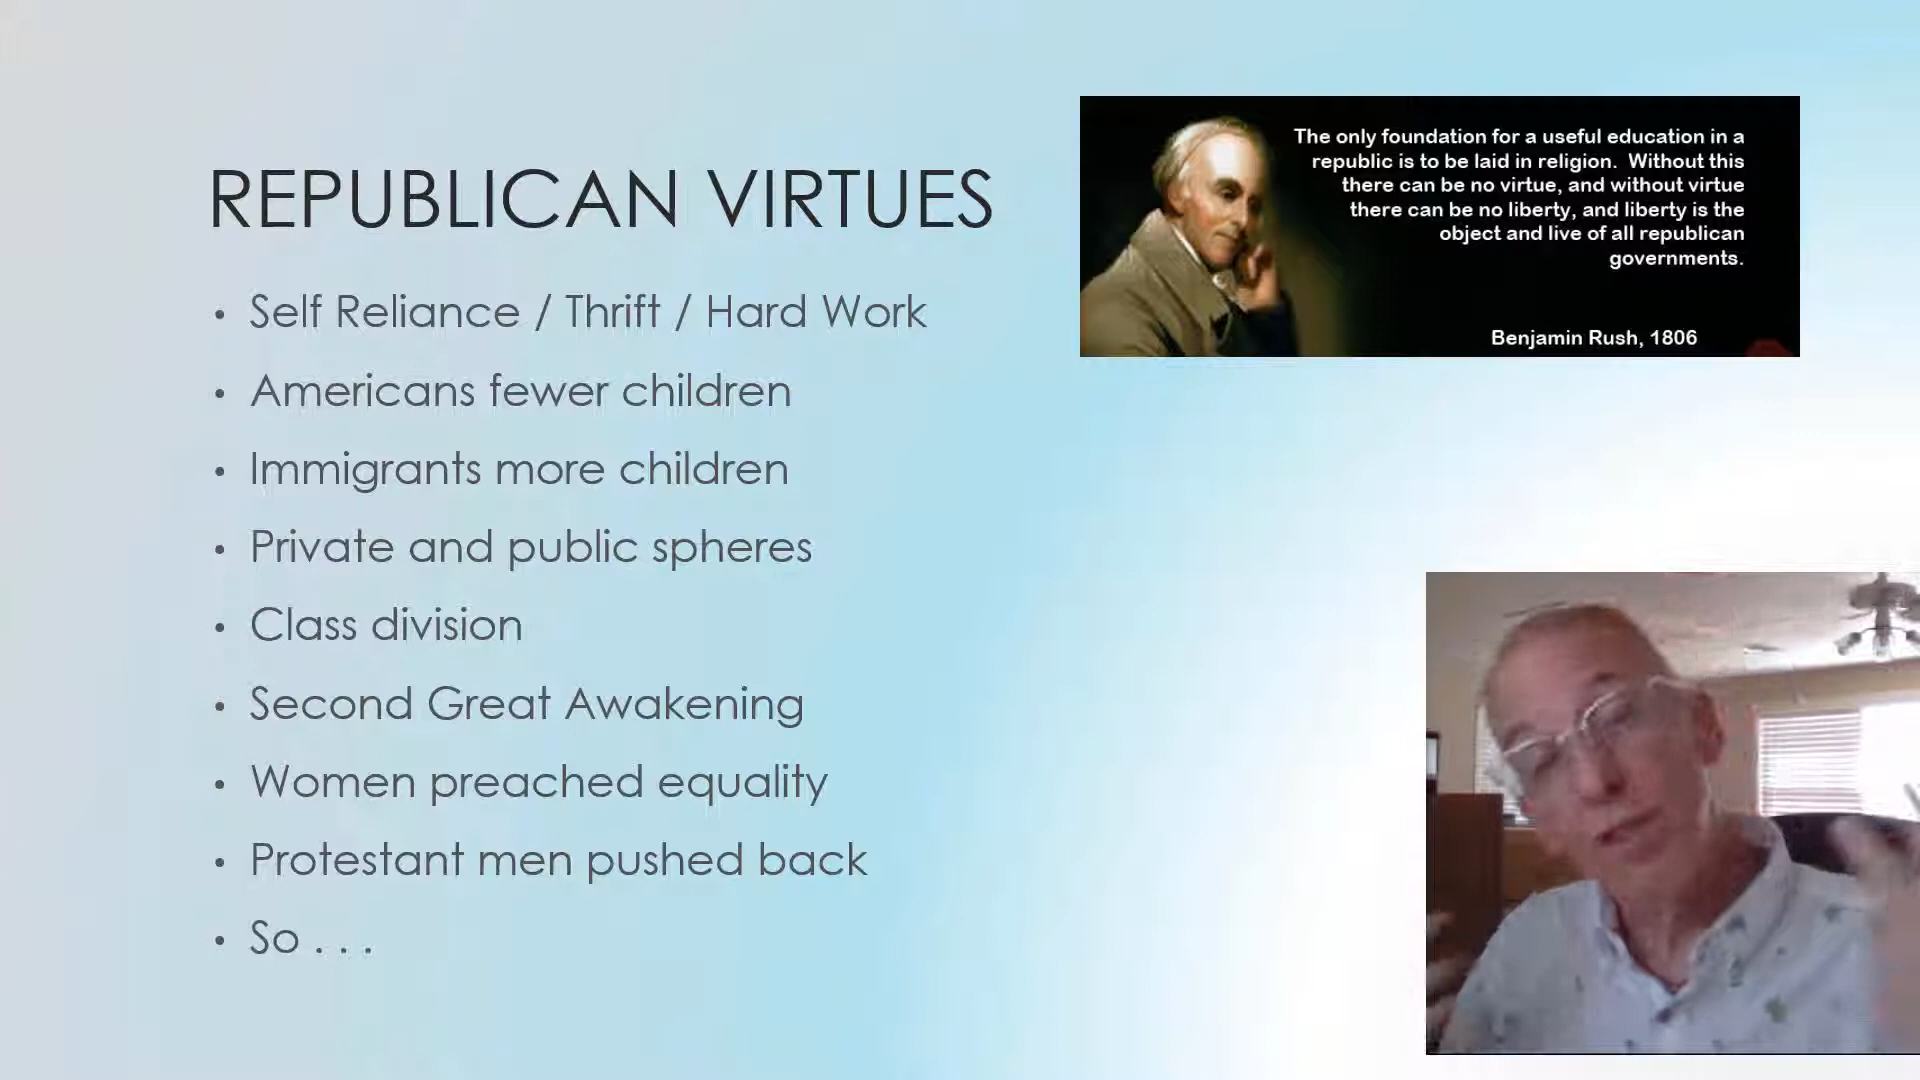 REPUBLICAN VIRTUES
• Self Reliance / Thrift / Hard Work
• Americans fewer children
• Immigrants more children
• Private and public spheres
• Class division
• Second Great Awakening
• Women preached equality
• Protestant men pushed back
• So . . .
The only foundation for a useful education in a
republic is to be laid in religion. Without this
there can be no virtue, and without virtue
there can be no liberty, and liberty is the
object and live of all republican
governments.
Benjamin Rush, 1806